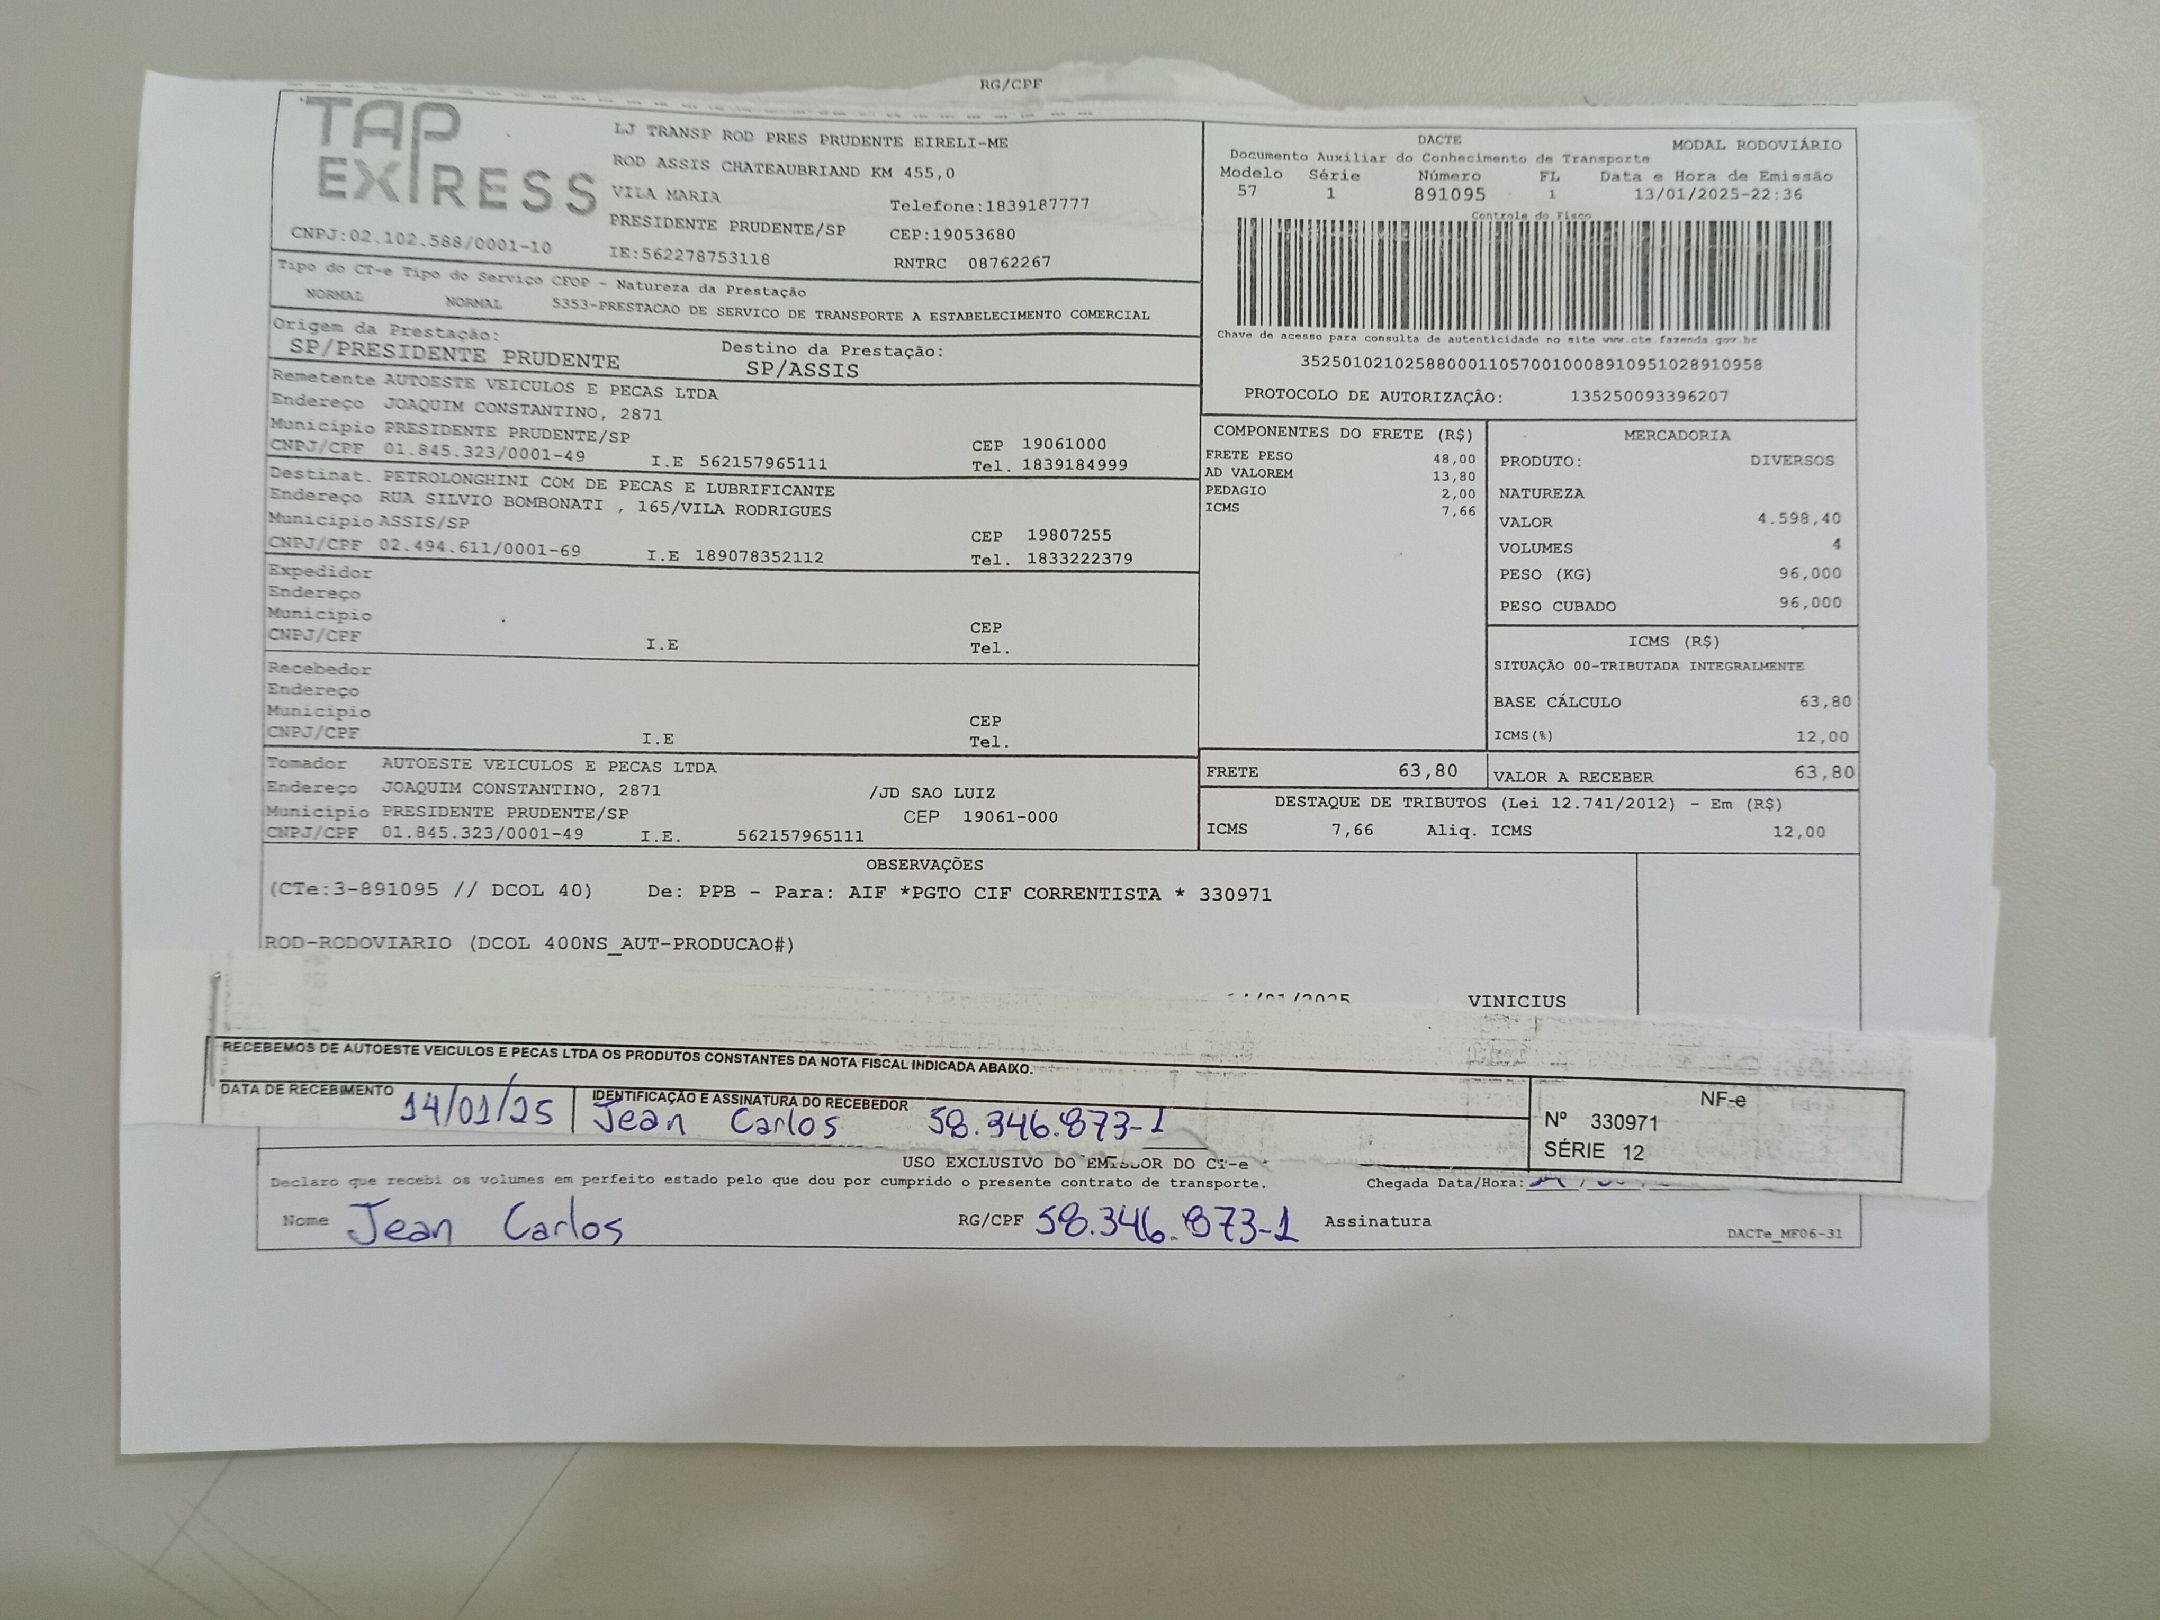 RG/CPF
TAP EXPRESS
LJ TRANSP ROD PRES PRUDENTE EIRELI-ME
ROD ASSIS CHATEAUBRIAND KM 455,0
VILA MARIA
Telefone:1839187777
PRESIDENTE PRUDENTE/SP CEP:19053680
CNPJ:02.102.588/0001-10 IE:562278753118 RNTRC 08762267
DACTE MODAL RODOVIÁRIO
Documento Auxiliar do Conhecimento de Transporte
Modelo Série Número FL Data e Hora de Emissão
57 1 891095 1 13/01/2025-22:36
Controle do Fisco
Chave de acesso para consulta de autenticidade no site www.cte.fazenda.gov.br
35250102102588000110570010008910951028910958
PROTOCOLO DE AUTORIZAÇÂO: 135250093396207
Tipo do CT-e Tipo do Serviço CFOP - Natureza da Prestação
NORMAL NORMAL 5353-PRESTACAO DE SERVICO DE TRANSPORTE A ESTABELECIMENTO COMERCIAL
Origem da Prestação: Destino da Prestação:
SP/PRESIDENTE PRUDENTE SP/ASSIS
Remetente AUTOESTE VEICULOS E PECAS LTDA
Endereço JOAQUIM CONSTANTINO, 2871
Município PRESIDENTE PRUDENTE/SP CEP 19061000
CNPJ/CPF 01.845.323/0001-49 I.E 562157965111 Tel. 1839184999
Destinat. PETROLONGHINI COM DE PECAS E LUBRIFICANTE
Endereço RUA SILVIO BOMBONATI , 165/VILA RODRIGUES
Município ASSIS/SP CEP 19807255
CNPJ/CPF 02.494.611/0001-69 I.E 189078352112 Tel. 1833222379
Expedidor
Endereço
Município CEP
CNPJ/CPF I.E Tel.
Recebedor
Endereço
Município CEP
CNPJ/CPF I.E Tel.
Tomador AUTOESTE VEICULOS E PECAS LTDA
Endereço JOAQUIM CONSTANTINO, 2871 /JD SAO LUIZ
Município PRESIDENTE PRUDENTE/SP CEP 19061-000
CNPJ/CPF 01.845.323/0001-49 I.E. 562157965111
COMPONENTES DO FRETE (R$)
FRETE PESO 48,00
AD VALOREM 13,80
PEDAGIO 2,00
ICMS 7,66
MERCADORIA
PRODUTO: DIVERSOS
NATUREZA
VALOR 4.598,40
VOLUMES 4
PESO (KG) 96,000
PESO CUBADO 96,000
ICMS (R$)
SITUAÇÃO 00-TRIBUTADA INTEGRALMENTE
BASE CÁLCULO 63,80
ICMS(%) 12,00
FRETE 63,80 VALOR A RECEBER 63,80
DESTAQUE DE TRIBUTOS (Lei 12.741/2012) - Em (R$)
ICMS 7,66 Aliq. ICMS 12,00
OBSERVAÇÕES
(CTe:3-891095 // DCOL 40) De: PPB - Para: AIF *PGTO CIF CORRENTISTA * 330971
ROD-RODOVIARIO (DCOL 400NS_AUT-PRODUCAO#)
/01/2025 VINICIUS
RECEBEMOS DE AUTOESTE VEICULOS E PECAS LTDA OS PRODUTOS CONSTANTES DA NOTA FISCAL INDICADA ABAIXO.
DATA DE RECEBIMENTO 14/01/25 IDENTIFICAÇÃO E ASSINATURA DO RECEBEDOR
Jean Carlos 58.346.873-1
NF-e
Nº 330971
SÉRIE 12
USO EXCLUSIVO DO EMISSOR DO CT-e
Declaro que recebi os volumes em perfeito estado pelo que dou por cumprido o presente contrato de transporte. Chegada Data/Hora:
Nome Jean Carlos RG/CPF 58.346.873-1 Assinatura
DACTe_MF06-31